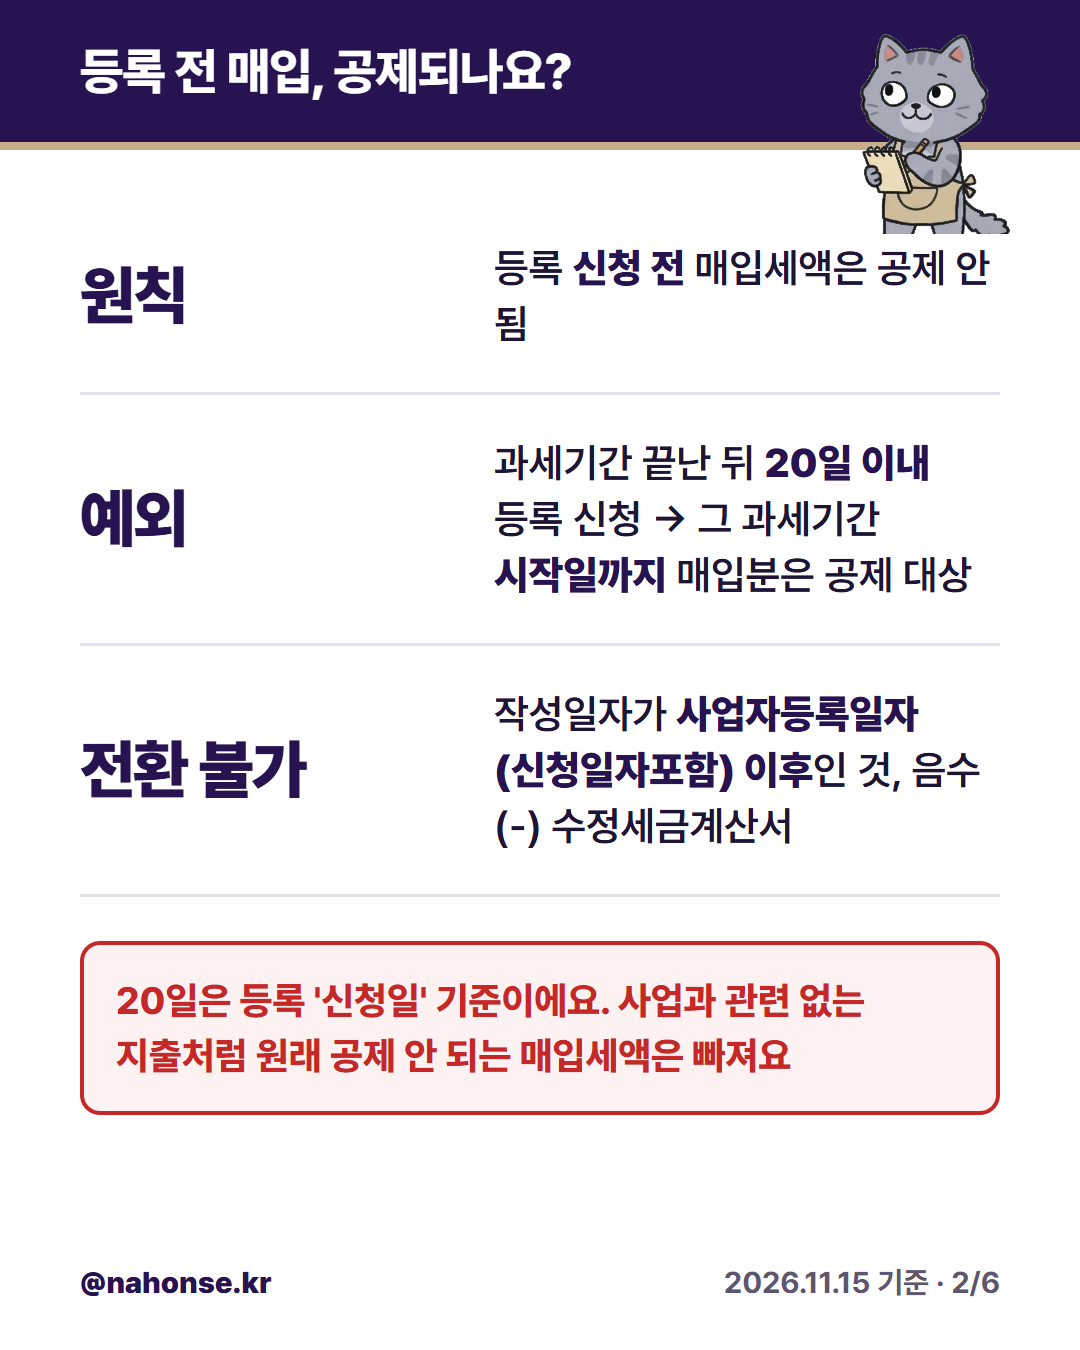 등록 전 매입, 공제되나요?
원칙
등록 신청 전 매입세액은 공제 안
됨
예외
과세기간 끝난 뒤 20일 이내
등록 신청 → 그 과세기간
시작일까지 매입분은 공제 대상
전환 불가
작성일자가 사업자등록일자
(신청일자포함) 이후인 것, 음수
(-) 수정세금계산서
20일은 등록 '신청일' 기준이에요. 사업과 관련 없는
지출처럼 원래 공제 안 되는 매입세액은 빠져요
@nahonse.kr
2026.11.15 기준 · 2/6